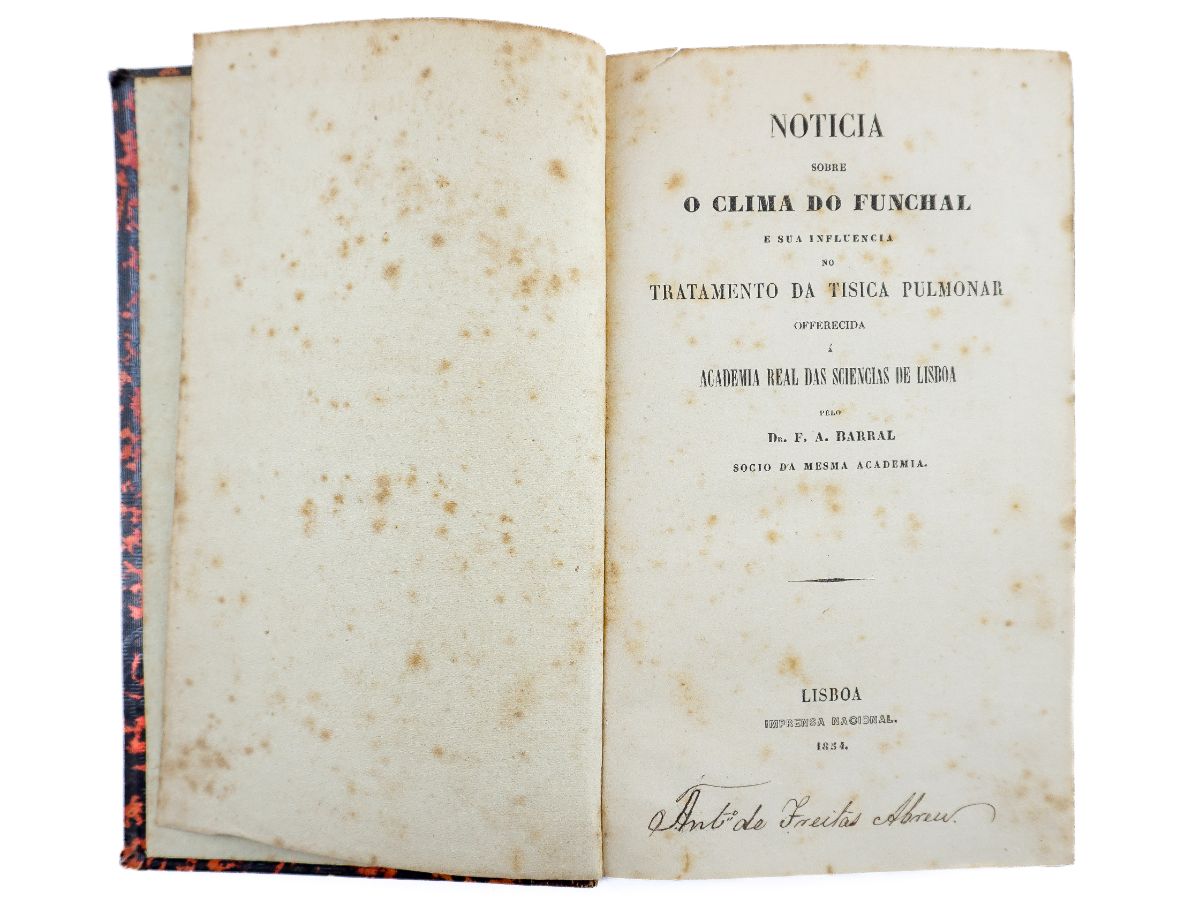 NOTICIA
SOBRE
O CLIMA DO FUNCHAL
E SUA INFLUENCIA
NO
TRATAMENTO DA TISICA PULMONAR
OFFERECIDA
Á
ACADEMIA REAL DAS SCIENCIAS DE LISBOA
PELO
DR. F. A. BARRAL
SOCIO DA MESMA ACADEMIA.
LISBOA
IMPRENSA NACIONAL.
1854.
Antº. de Freitas Abreu.